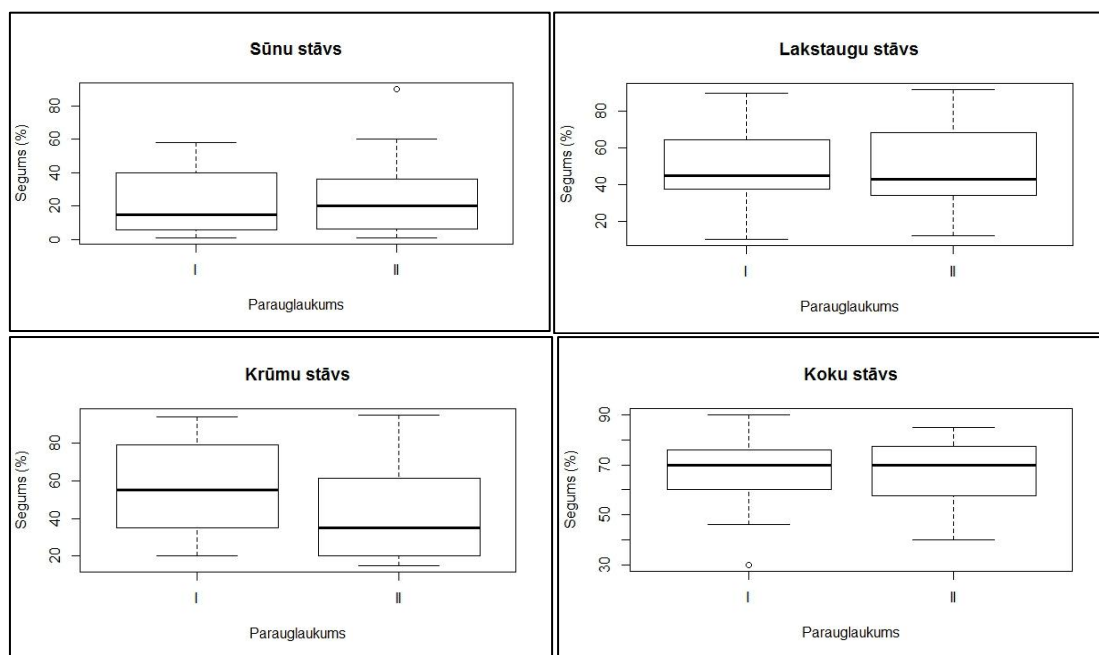 Sūnu stāvs
Segums (%)
0 20 40 60 80
I II
Parauglaukums
Lakstaugu stāvs
Segums (%)
20 40 60 80
I II
Parauglaukums
Krūmu stāvs
Segums (%)
20 40 60 80
I II
Parauglaukums
Koku stāvs
Segums (%)
30 50 70 90
I II
Parauglaukums